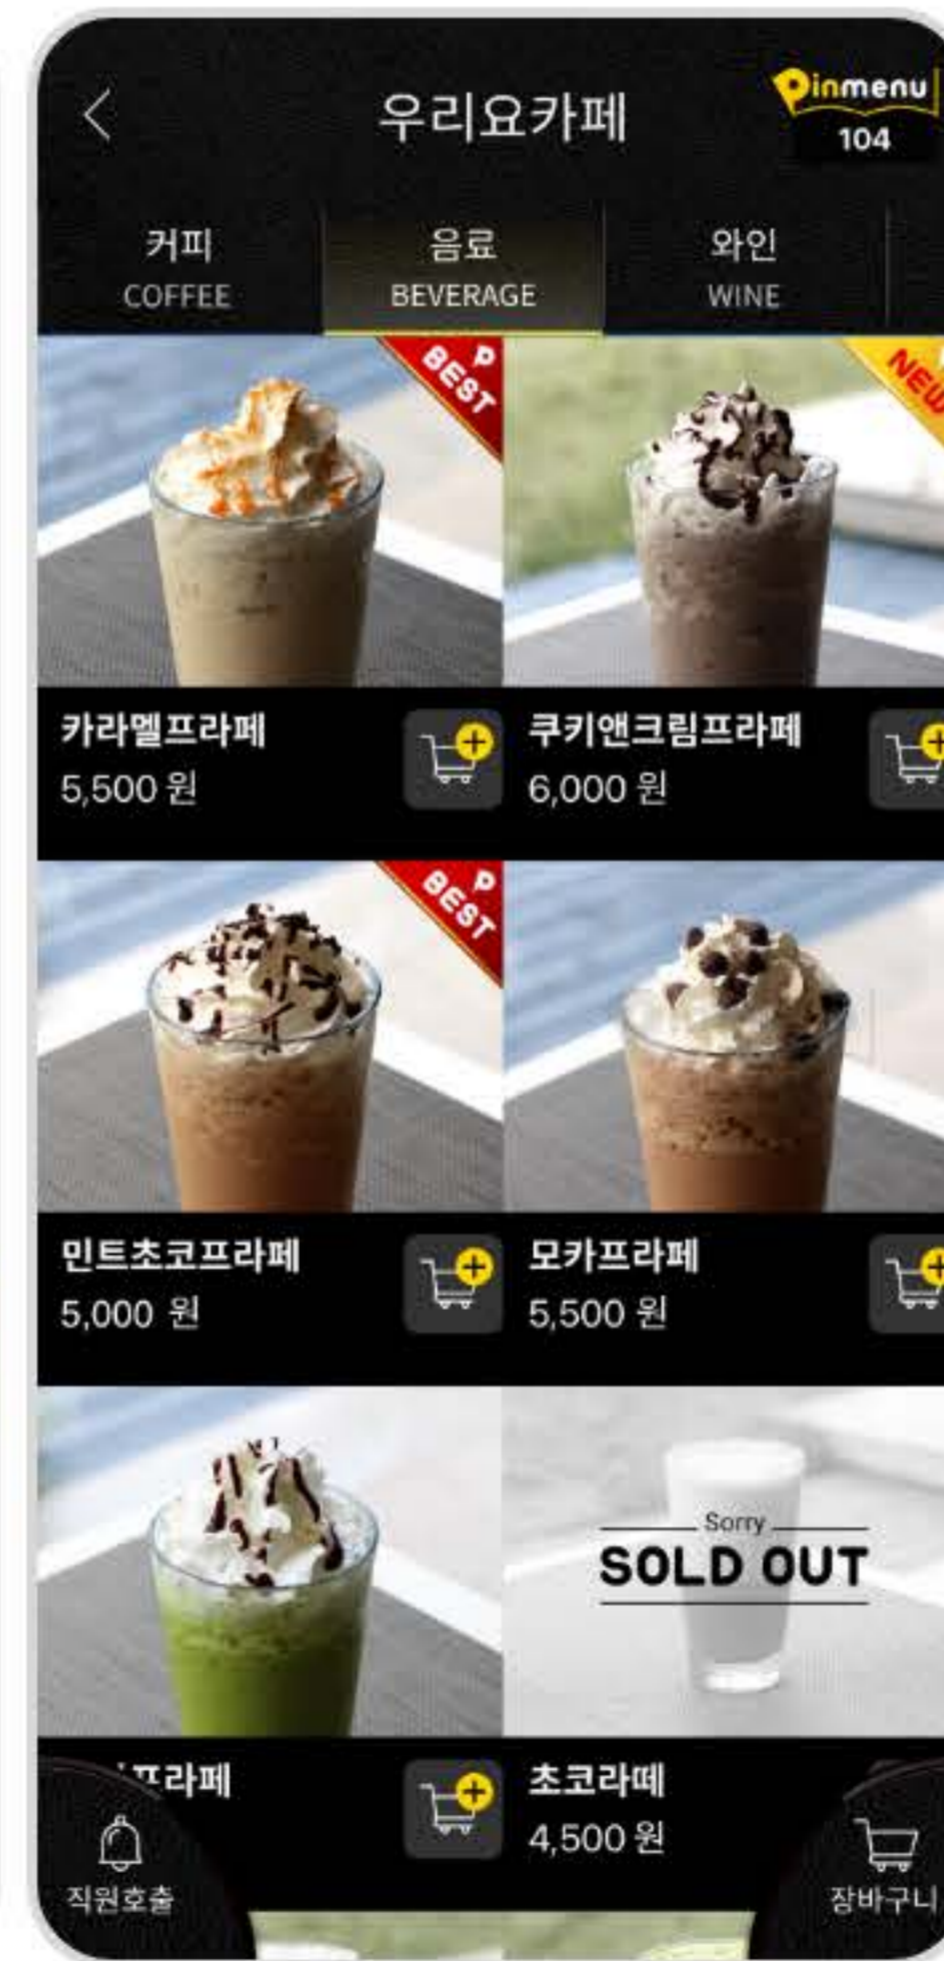 우리요카페
Pinmenu
104
커피
COFFEE
음료
BEVERAGE
와인
WINE
P
BEST
NEW
카라멜프라페
5,500 원
쿠키앤크림프라페
6,000 원
P
BEST
민트초코프라페
5,000 원
모카프라페
5,500 원
Sorry
SOLD OUT
초코라떼
4,500 원
직원호출
장바구니